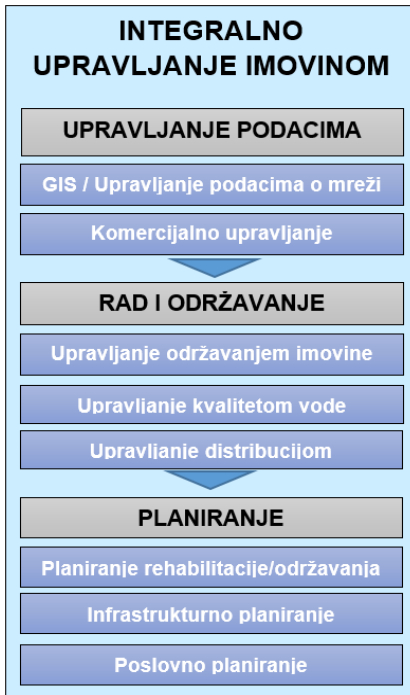 INTEGRALNO
UPRAVLJANJE IMOVINOM
UPRAVLJANJE PODACIMA
GIS / Upravljanje podacima o mreži
Komercijalno upravljanje
RAD I ODRŽAVANJE
Upravljanje održavanjem imovine
Upravljanje kvalitetom vode
Upravljanje distribucijom
PLANIRANJE
Planiranje rehabilitacije/održavanja
Infrastrukturno planiranje
Poslovno planiranje